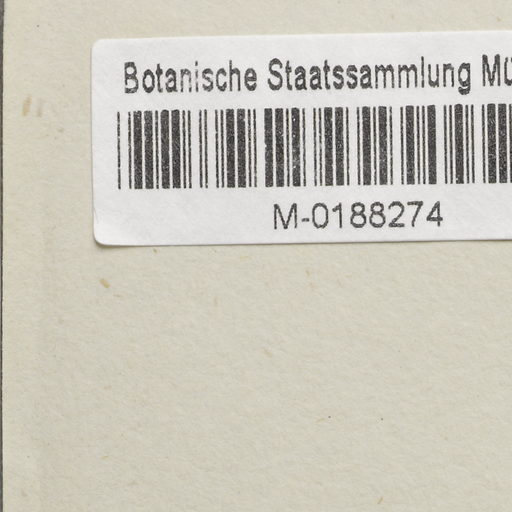 Botanische Staatssammlung Mü
M-0188274